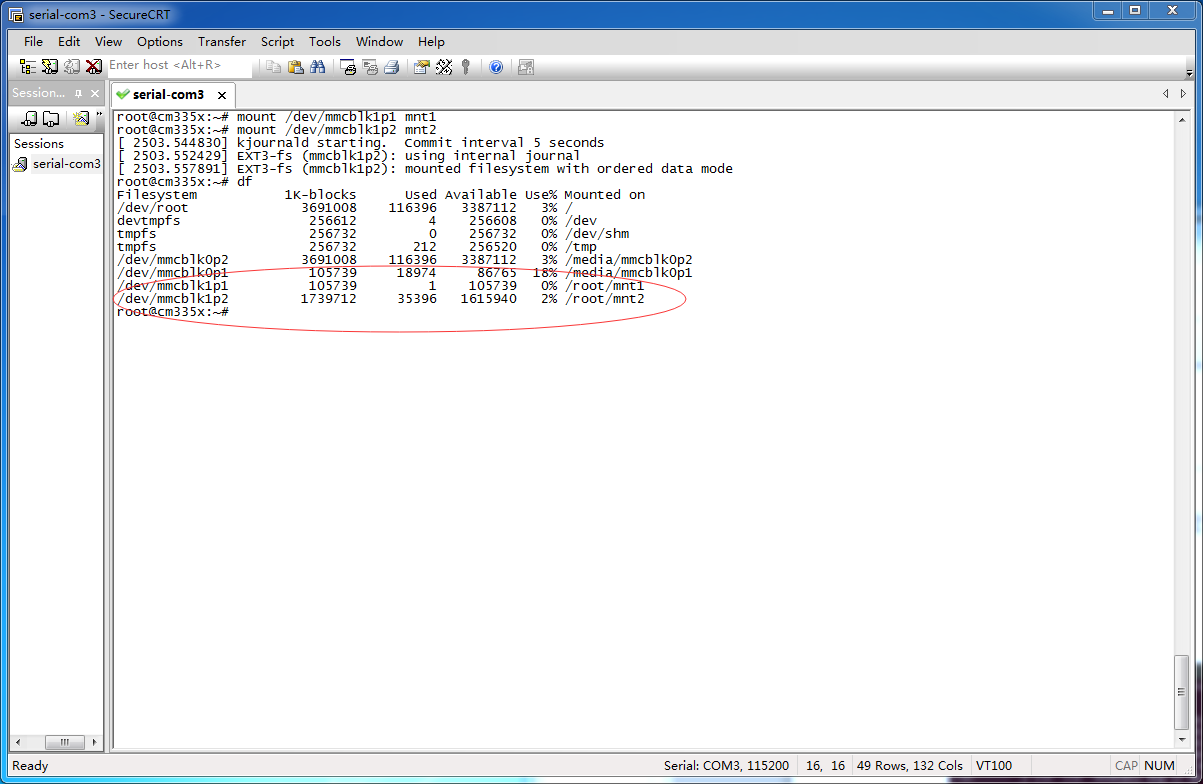 serial-com3 - SecureCRT
File Edit View Options Transfer Script Tools Window Help
Enter host <Alt+R>
Session...
serial-com3
Sessions
serial-com3
root@cm335x:~# mount /dev/mmcblk1p1 mnt1
root@cm335x:~# mount /dev/mmcblk1p2 mnt2
[ 2503.544830] kjournald starting.  Commit interval 5 seconds
[ 2503.552429] EXT3-fs (mmcblk1p2): using internal journal
[ 2503.557891] EXT3-fs (mmcblk1p2): mounted filesystem with ordered data mode
root@cm335x:~# df
Filesystem           1K-blocks      Used Available Use% Mounted on
/dev/root              3691008    116396   3387112   3% /
devtmpfs                256612         4    256608   0% /dev
tmpfs                   256732         0    256732   0% /dev/shm
tmpfs                   256732       212    256520   0% /tmp
/dev/mmcblk0p2         3691008    116396   3387112   3% /media/mmcblk0p2
/dev/mmcblk0p1          105739     18974     86765  18% /media/mmcblk0p1
/dev/mmcblk1p1          105739         1    105739   0% /root/mnt1
/dev/mmcblk1p2         1739712     35396   1615940   2% /root/mnt2
root@cm335x:~#
Ready
Serial: COM3, 115200 16, 16 49 Rows, 132 Cols VT100 CAP NUM